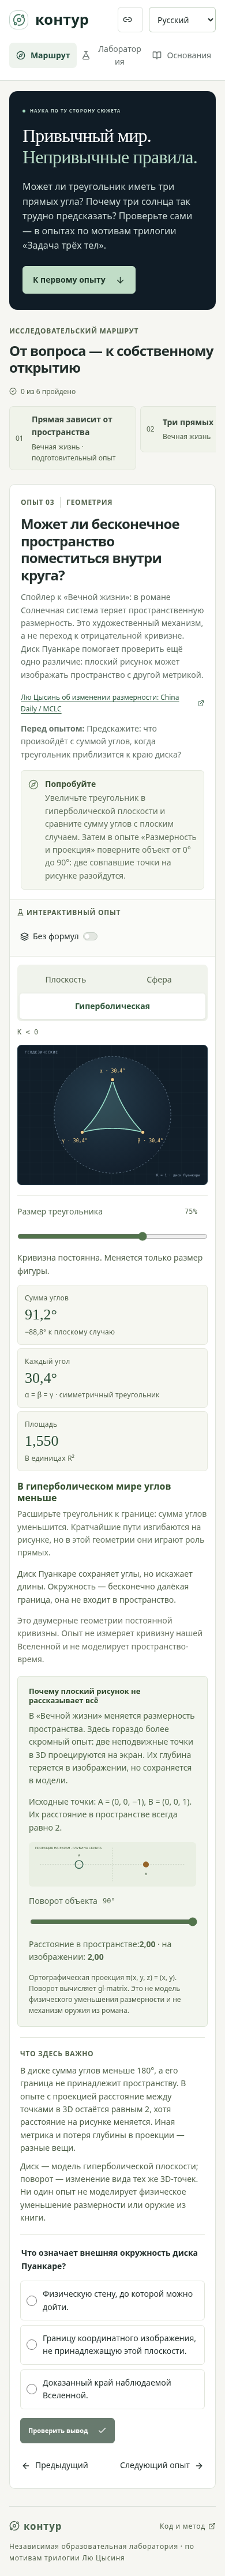 контур
Русский
Маршрут
Лаборатор
ия
Основания
НАУКА ПО ТУ СТОРОНУ СЮЖЕТА
Привычный мир.
Непривычные правила.
Может ли треугольник иметь три
прямых угла? Почему три солнца так
трудно предсказать? Проверьте сами
— в опытах по мотивам трилогии
«Задача трёх тел».
К первому опыту
ИССЛЕДОВАТЕЛЬСКИЙ МАРШРУТ
От вопроса — к собственному
открытию
0 из 6 пройдено
01
Прямая зависит от
пространства
Вечная жизнь ·
подготовительный опыт
02
Три прямых
Вечная жизнь
ОПЫТ 03
ГЕОМЕТРИЯ
Может ли бесконечное
пространство
поместиться внутри
круга?
Спойлер к «Вечной жизни»: в романе
Солнечная система теряет пространственную
размерность. Это художественный механизм,
а не переход к отрицательной кривизне.
Диск Пуанкаре помогает проверить ещё
одно различие: плоский рисунок может
изображать пространство с другой метрикой.
Лю Цысинь об изменении размерности: China
Daily / MCLC
Перед опытом: Предскажите: что
произойдёт с суммой углов, когда
треугольник приблизится к краю диска?
Попробуйте
Увеличьте треугольник в
гиперболической плоскости и
сравните сумму углов с плоским
случаем. Затем в опыте «Размерность
и проекция» поверните объект от 0°
до 90°: две совпавшие точки на
рисунке разойдутся.
ИНТЕРАКТИВНЫЙ ОПЫТ
Без формул
Плоскость
Сфера
Гиперболическая
K < 0
ГЕОДЕЗИЧЕСКИЕ
α · 30,4°
γ · 30,4°
β · 30,4°
Размер треугольника
75%
Кривизна постоянна. Меняется только размер
фигуры.
Сумма углов
91,2°
−88,8° к плоскому случаю
Каждый угол
30,4°
α = β = γ · симметричный треугольник
Площадь
1,550
В единицах R²
В гиперболическом мире углов
меньше
Расширьте треугольник к границе: сумма углов
уменьшится. Кратчайшие пути изгибаются на
рисунке, но в этой геометрии они играют роль
прямых.
Диск Пуанкаре сохраняет углы, но искажает
длины. Окружность — бесконечно далёкая
граница, она не входит в пространство.
Это двумерные геометрии постоянной
кривизны. Опыт не измеряет кривизну нашей
Вселенной и не моделирует пространство-
время.
Почему плоский рисунок не
рассказывает всё
В «Вечной жизни» меняется размерность
пространства. Здесь гораздо более
скромный опыт: две неподвижные точки
в 3D проецируются на экран. Их глубина
теряется в изображении, но сохраняется
в модели.
Исходные точки: A = (0, 0, −1), B = (0, 0, 1).
Их расстояние в пространстве всегда
равно 2.
Поворот объекта 90°
Расстояние в пространстве:2,00 · на
изображении: 2,00
Ортографическая проекция π(x, y, z) = (x, y).
Поворот вычисляет gl-matrix. Это не модель
физического уменьшения размерности и не
механизм оружия из романа.
ЧТО ЗДЕСЬ ВАЖНО
В диске сумма углов меньше 180°, а его
граница не принадлежит пространству. В
опыте с проекцией расстояние между
точками в 3D остаётся равным 2, хотя
расстояние на рисунке меняется. Иная
метрика и потеря глубины в проекции —
разные вещи.
Диск — модель гиперболической плоскости;
поворот — изменение вида тех же 3D-точек.
Ни один опыт не моделирует физическое
уменьшение размерности или оружие из
книги.
Что означает внешняя окружность диска
Пуанкаре?
Физическую стену, до которой можно
дойти.
Границу координатного изображения,
не принадлежащую этой плоскости.
Доказанный край наблюдаемой
Вселенной.
Проверить вывод
Предыдущий
Следующий опыт
контур
Код и метод
Независимая образовательная лаборатория · по
мотивам трилогии Лю Цысиня